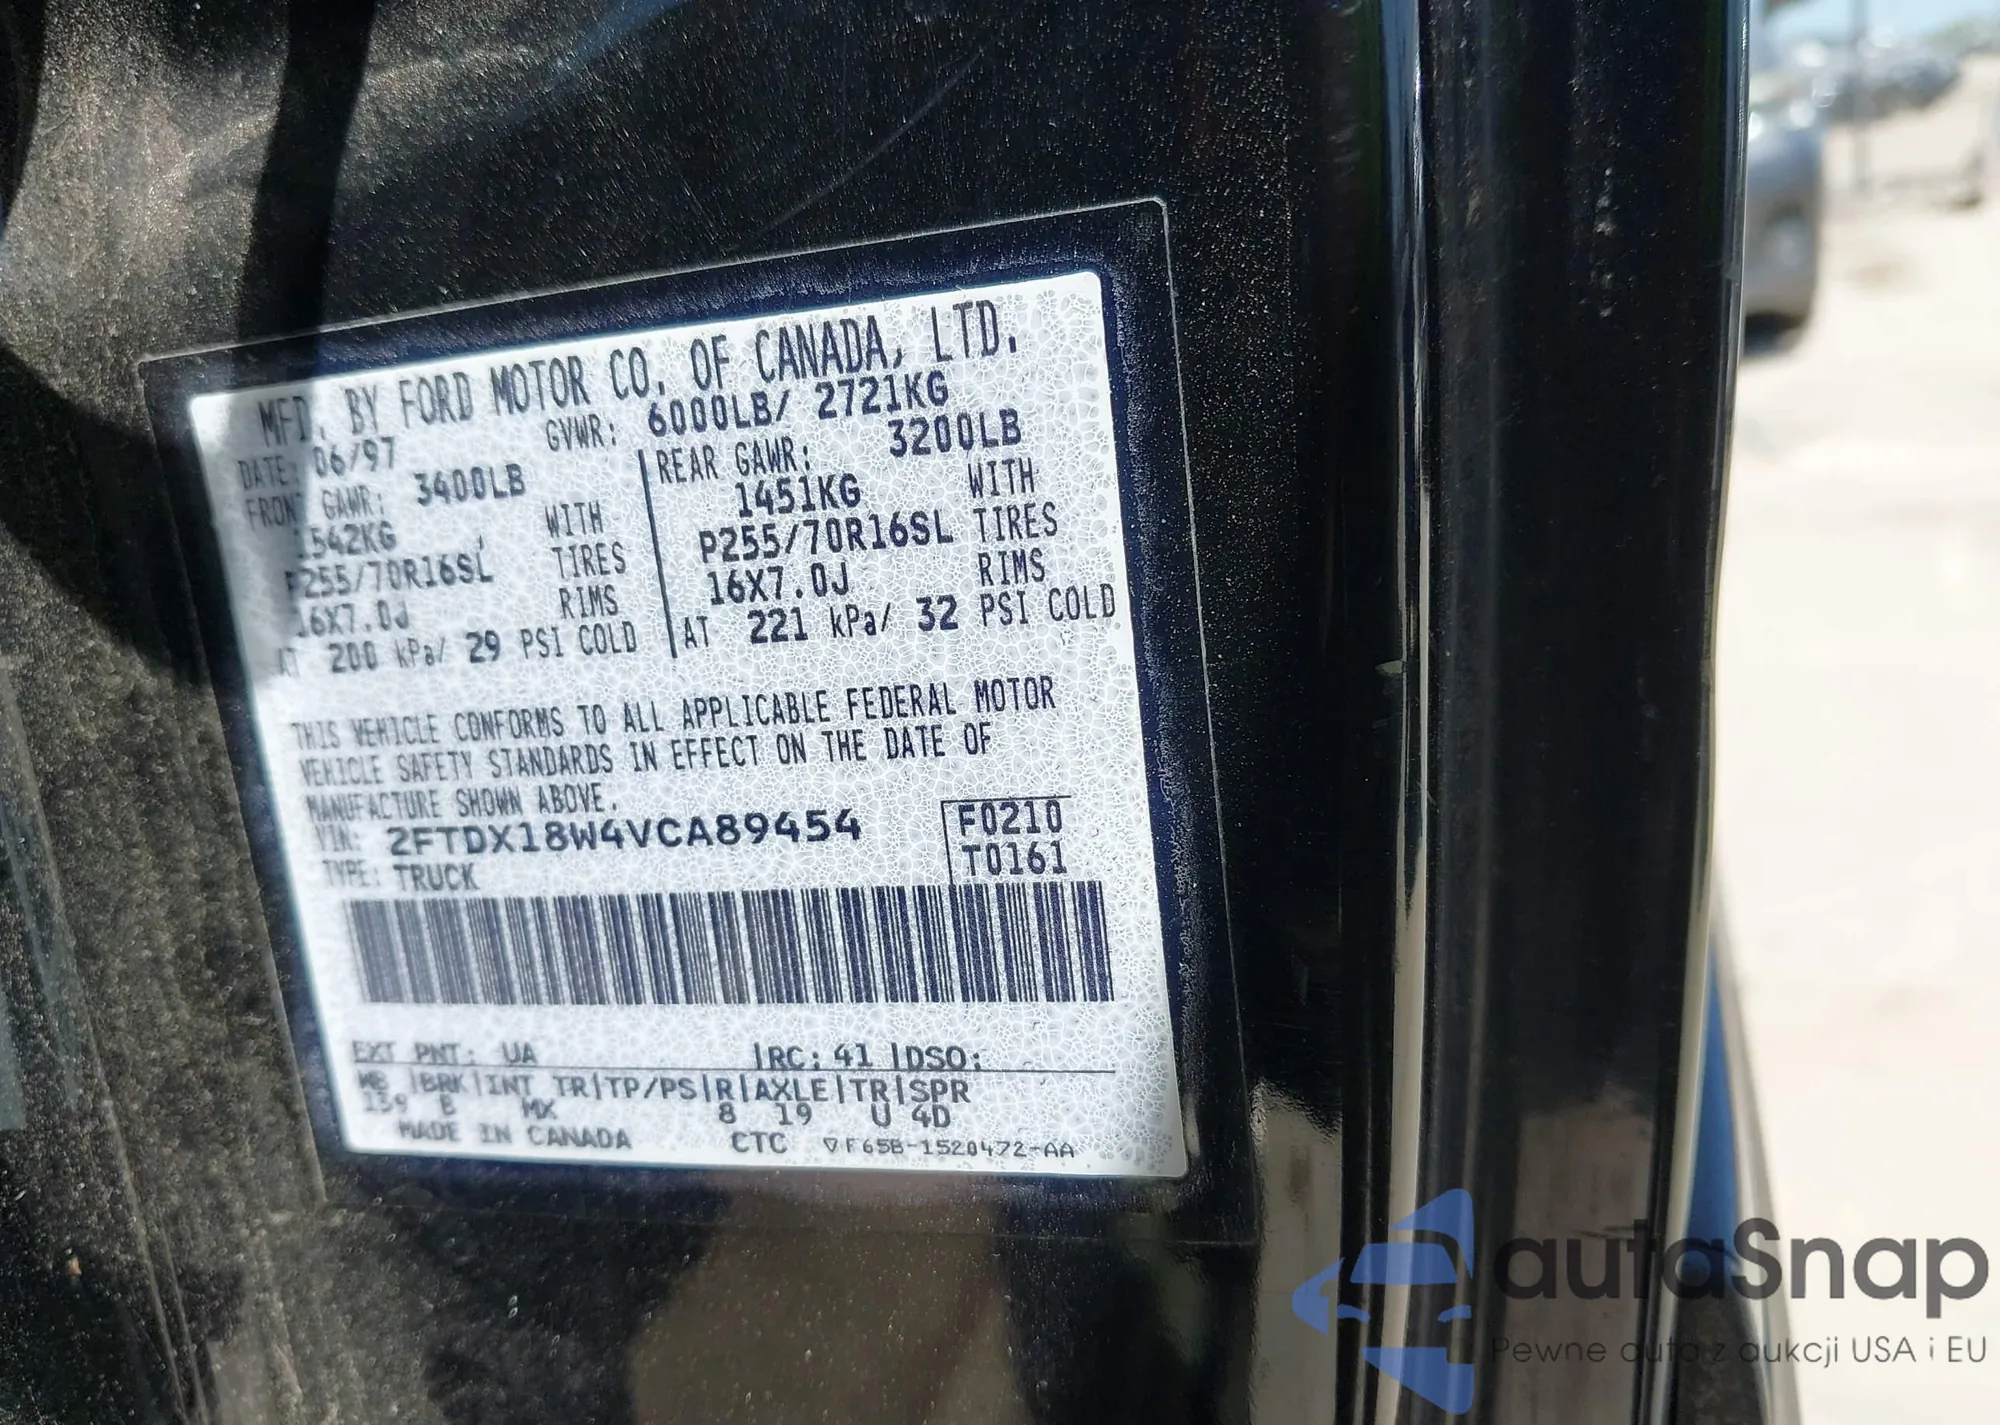 MFD. BY FORD MOTOR CO. OF CANADA, LTD.
DATE: 06/97 GVWR: 6000LB/ 2721KG
FRONT GAWR: 3400LB
1542KG WITH
P255/70R16SL TIRES
16X7.0J RIMS
AT 200 kPa/ 29 PSI COLD
REAR GAWR: 3200LB
1451KG WITH
P255/70R16SL TIRES
16X7.0J RIMS
AT 221 kPa/ 32 PSI COLD
THIS VEHICLE CONFORMS TO ALL APPLICABLE FEDERAL MOTOR
VEHICLE SAFETY STANDARDS IN EFFECT ON THE DATE OF
MANUFACTURE SHOWN ABOVE.
VIN: 2FTDX18W4VCA89454
TYPE: TRUCK
F0210
T0161
EXT PNT: UA |RC: 41 |DSO:
WB |BRK|INT TR|TP/PS|R|AXLE|TR|SPR
139 B MX 8 19 U 4D
MADE IN CANADA CTC ▽F65B-1520472-AA
autaSnap
Pewne auta z aukcji USA i EU